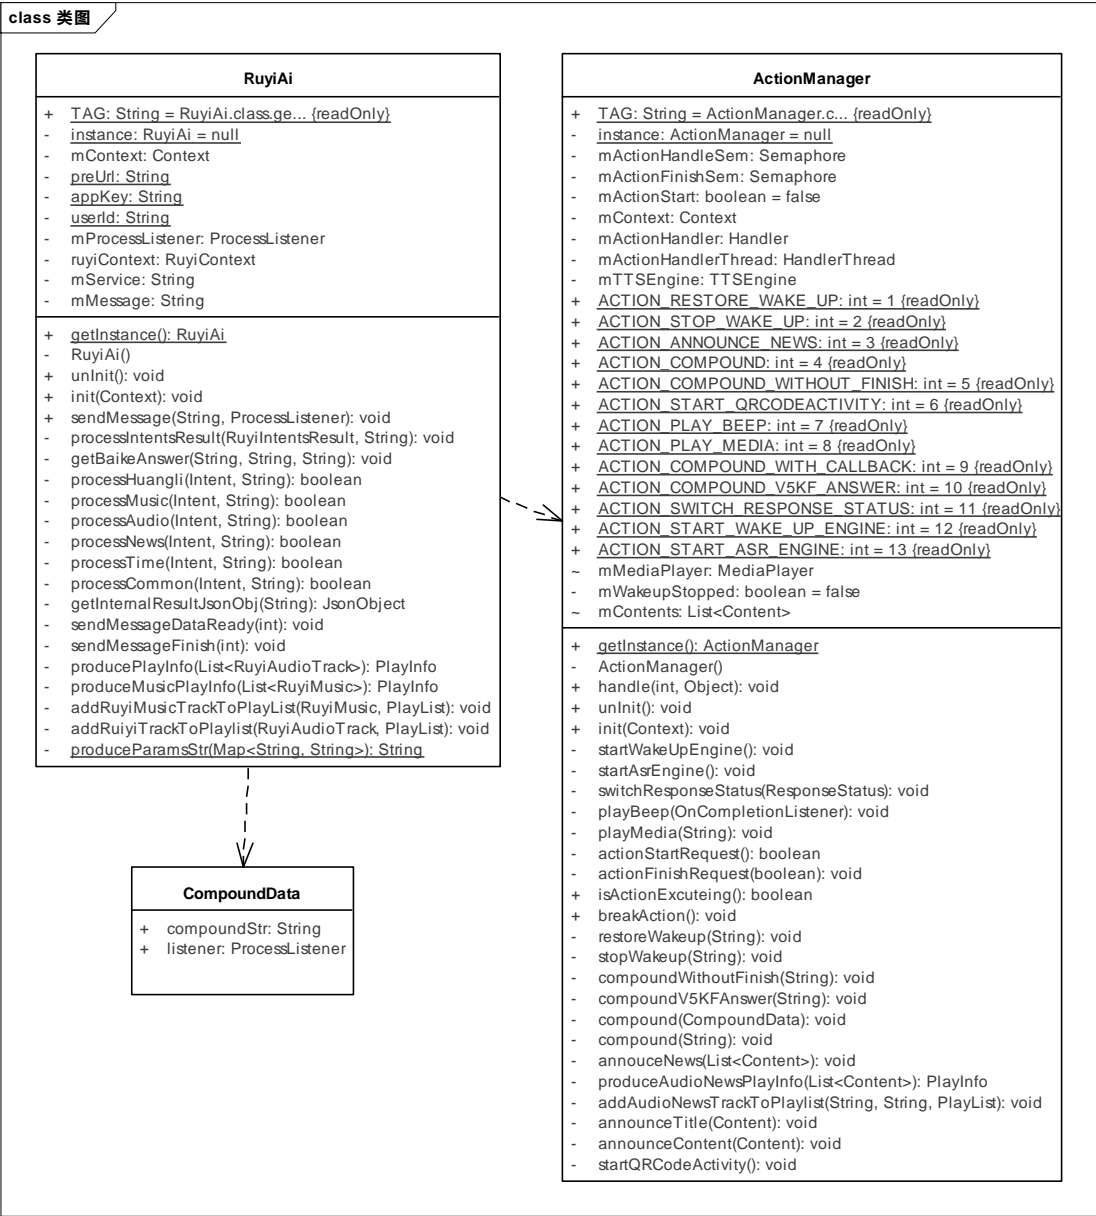 class 类图
RuyiAi
+ TAG: String = RuyiAi.class.ge... {readOnly}
- instance: RuyiAi = null
- mContext: Context
- preUrl: String
- appKey: String
- userId: String
- mProcessListener: ProcessListener
- ruyiContext: RuyiContext
- mService: String
- mMessage: String
+ getInstance(): RuyiAi
- RuyiAi()
+ unInit(): void
+ init(Context): void
+ sendMessage(String, ProcessListener): void
- processIntentsResult(RuyiIntentsResult, String): void
- getBaikeAnswer(String, String, String): void
- processHuangli(Intent, String): boolean
- processMusic(Intent, String): boolean
- processAudio(Intent, String): boolean
- processNews(Intent, String): boolean
- processTime(Intent, String): boolean
- processCommon(Intent, String): boolean
- getInternalResultJsonObj(String): JsonObject
- sendMessageDataReady(int): void
- sendMessageFinish(int): void
- producePlayInfo(List<RuyiAudioTrack>): PlayInfo
- produceMusicPlayInfo(List<RuyiMusic>): PlayInfo
- addRuyiMusicTrackToPlayList(RuyiMusic, PlayList): void
- addRuiyiTrackToPlaylist(RuyiAudioTrack, PlayList): void
- produceParamsStr(Map<String, String>): String
CompoundData
+ compoundStr: String
+ listener: ProcessListener
ActionManager
+ TAG: String = ActionManager.c... {readOnly}
- instance: ActionManager = null
- mActionHandleSem: Semaphore
- mActionFinishSem: Semaphore
- mActionStart: boolean = false
- mContext: Context
- mActionHandler: Handler
- mActionHandlerThread: HandlerThread
- mTTSEngine: TTSEngine
+ ACTION_RESTORE_WAKE_UP: int = 1 {readOnly}
+ ACTION_STOP_WAKE_UP: int = 2 {readOnly}
+ ACTION_ANNOUNCE_NEWS: int = 3 {readOnly}
+ ACTION_COMPOUND: int = 4 {readOnly}
+ ACTION_COMPOUND_WITHOUT_FINISH: int = 5 {readOnly}
+ ACTION_START_QRCODEACTIVITY: int = 6 {readOnly}
+ ACTION_PLAY_BEEP: int = 7 {readOnly}
+ ACTION_PLAY_MEDIA: int = 8 {readOnly}
+ ACTION_COMPOUND_WITH_CALLBACK: int = 9 {readOnly}
+ ACTION_COMPOUND_V5KF_ANSWER: int = 10 {readOnly}
+ ACTION_SWITCH_RESPONSE_STATUS: int = 11 {readOnly}
+ ACTION_START_WAKE_UP_ENGINE: int = 12 {readOnly}
+ ACTION_START_ASR_ENGINE: int = 13 {readOnly}
~ mMediaPlayer: MediaPlayer
- mWakeupStopped: boolean = false
~ mContents: List<Content>
+ getInstance(): ActionManager
- ActionManager()
+ handle(int, Object): void
+ unInit(): void
+ init(Context): void
- startWakeUpEngine(): void
- startAsrEngine(): void
- switchResponseStatus(ResponseStatus): void
- playBeep(OnCompletionListener): void
- playMedia(String): void
- actionStartRequest(): boolean
- actionFinishRequest(boolean): void
+ isActionExcuteing(): boolean
+ breakAction(): void
- restoreWakeup(String): void
- stopWakeup(String): void
- compoundWithoutFinish(String): void
- compoundV5KFAnswer(String): void
- compound(CompoundData): void
- compound(String): void
- annouceNews(List<Content>): void
- produceAudioNewsPlayInfo(List<Content>): PlayInfo
- addAudioNewsTrackToPlaylist(String, String, PlayList): void
- announceTitle(Content): void
- announceContent(Content): void
- startQRCodeActivity(): void